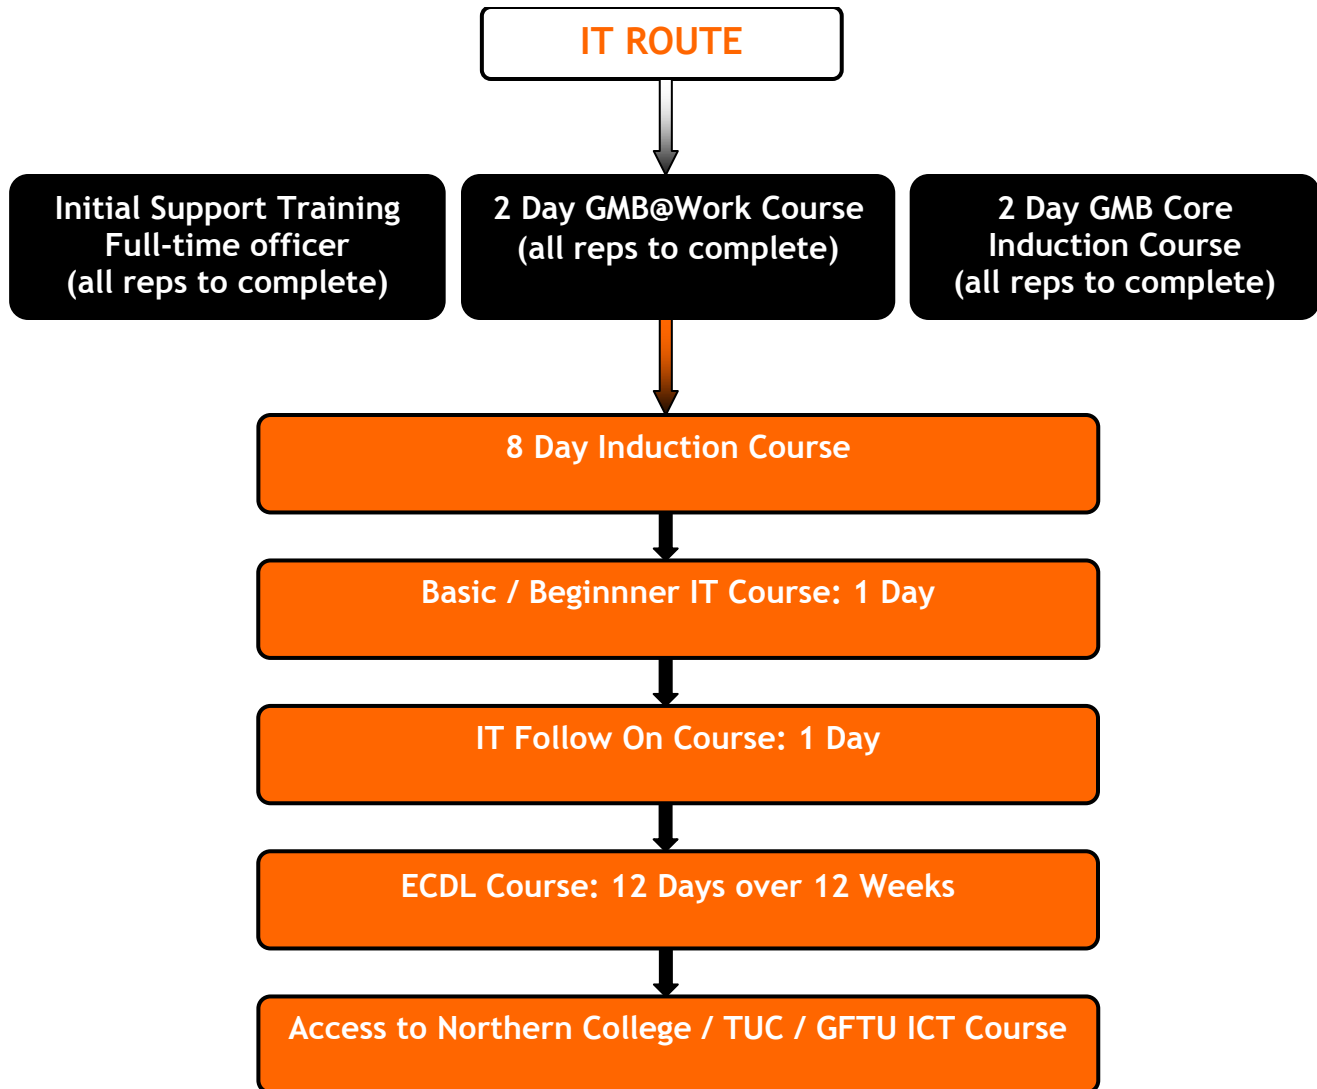 IT ROUTE
Initial Support Training
Full-time officer
(all reps to complete)
2 Day GMB@Work Course
(all reps to complete)
2 Day GMB Core
Induction Course
(all reps to complete)
8 Day Induction Course
Basic / Beginnner IT Course: 1 Day
IT Follow On Course: 1 Day
ECDL Course: 12 Days over 12 Weeks
Access to Northern College / TUC / GFTU ICT Course